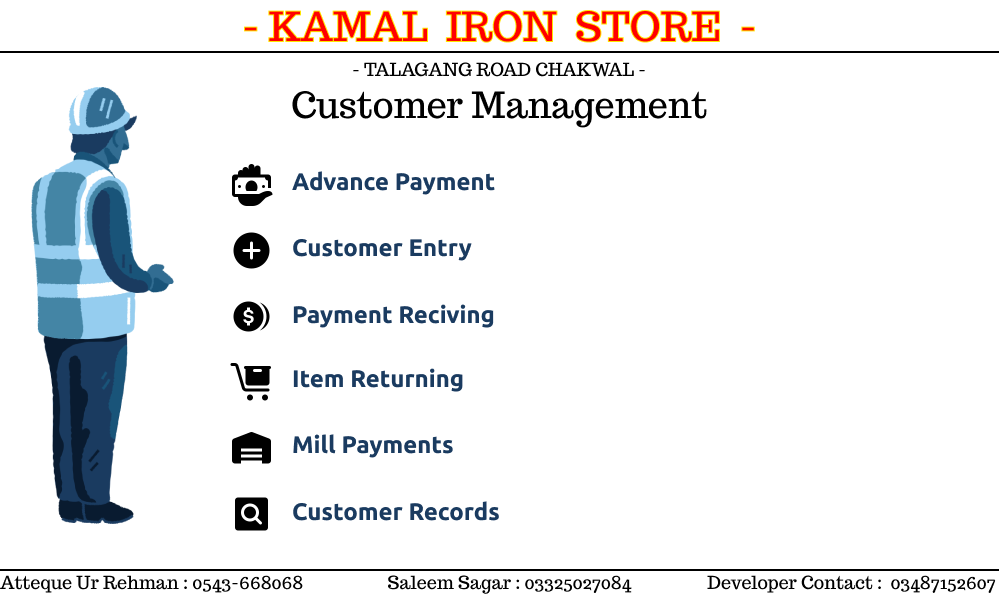 - KAMAL IRON STORE -
- TALAGANG ROAD CHAKWAL -
Customer Management
Advance Payment
Customer Entry
Payment Reciving
Item Returning
Mill Payments
Customer Records
Atteque Ur Rehman : 0543-668068 Saleem Sagar : 03325027084 Developer Contact : 03487152607